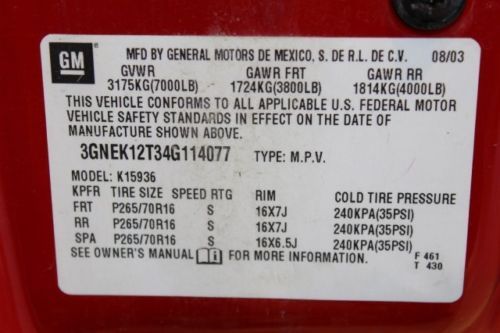 GM
MFD BY GENERAL MOTORS DE MEXICO, S. DE R.L. DE C.V. 08/03
GVWR GAWR FRT GAWR RR
3175KG(7000LB) 1724KG(3800LB) 1814KG(4000LB)
THIS VEHICLE CONFORMS TO ALL APPLICABLE U.S. FEDERAL MOTOR
VEHICLE SAFETY STANDARDS IN EFFECT ON THE DATE OF
MANUFACTURE SHOWN ABOVE.
3GNEK12T34G114077 TYPE: M.P.V.
MODEL: K15936
KPFR TIRE SIZE SPEED RTG RIM COLD TIRE PRESSURE
FRT P265/70R16 S 16X7J 240KPA(35PSI)
RR P265/70R16 S 16X7J 240KPA(35PSI)
SPA P265/70R16 S 16X6.5J 240KPA(35PSI)
SEE OWNER'S MANUAL i FOR MORE INFORMATION. F 461
T 430